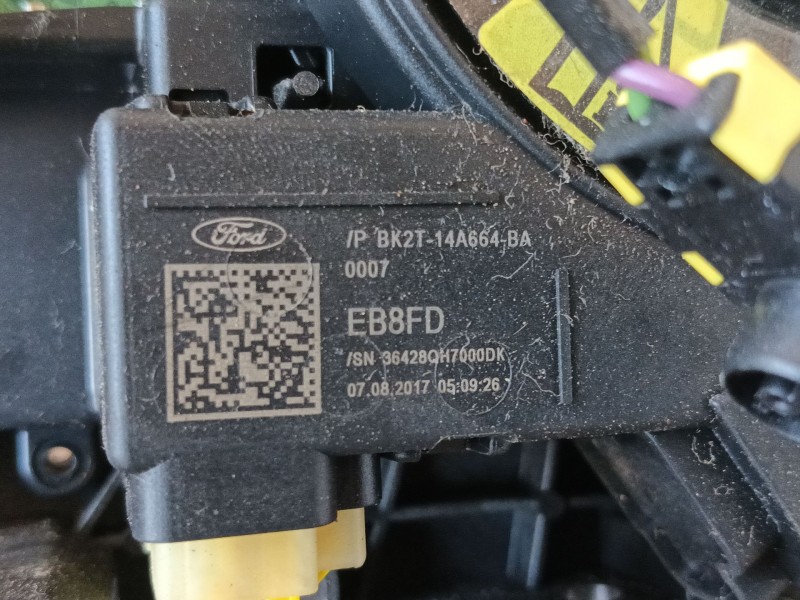 Ford
/P BK2T-14A664-BA
0007
EB8FD
/SN 36428QH7000DK
07.08.2017 05:09:26